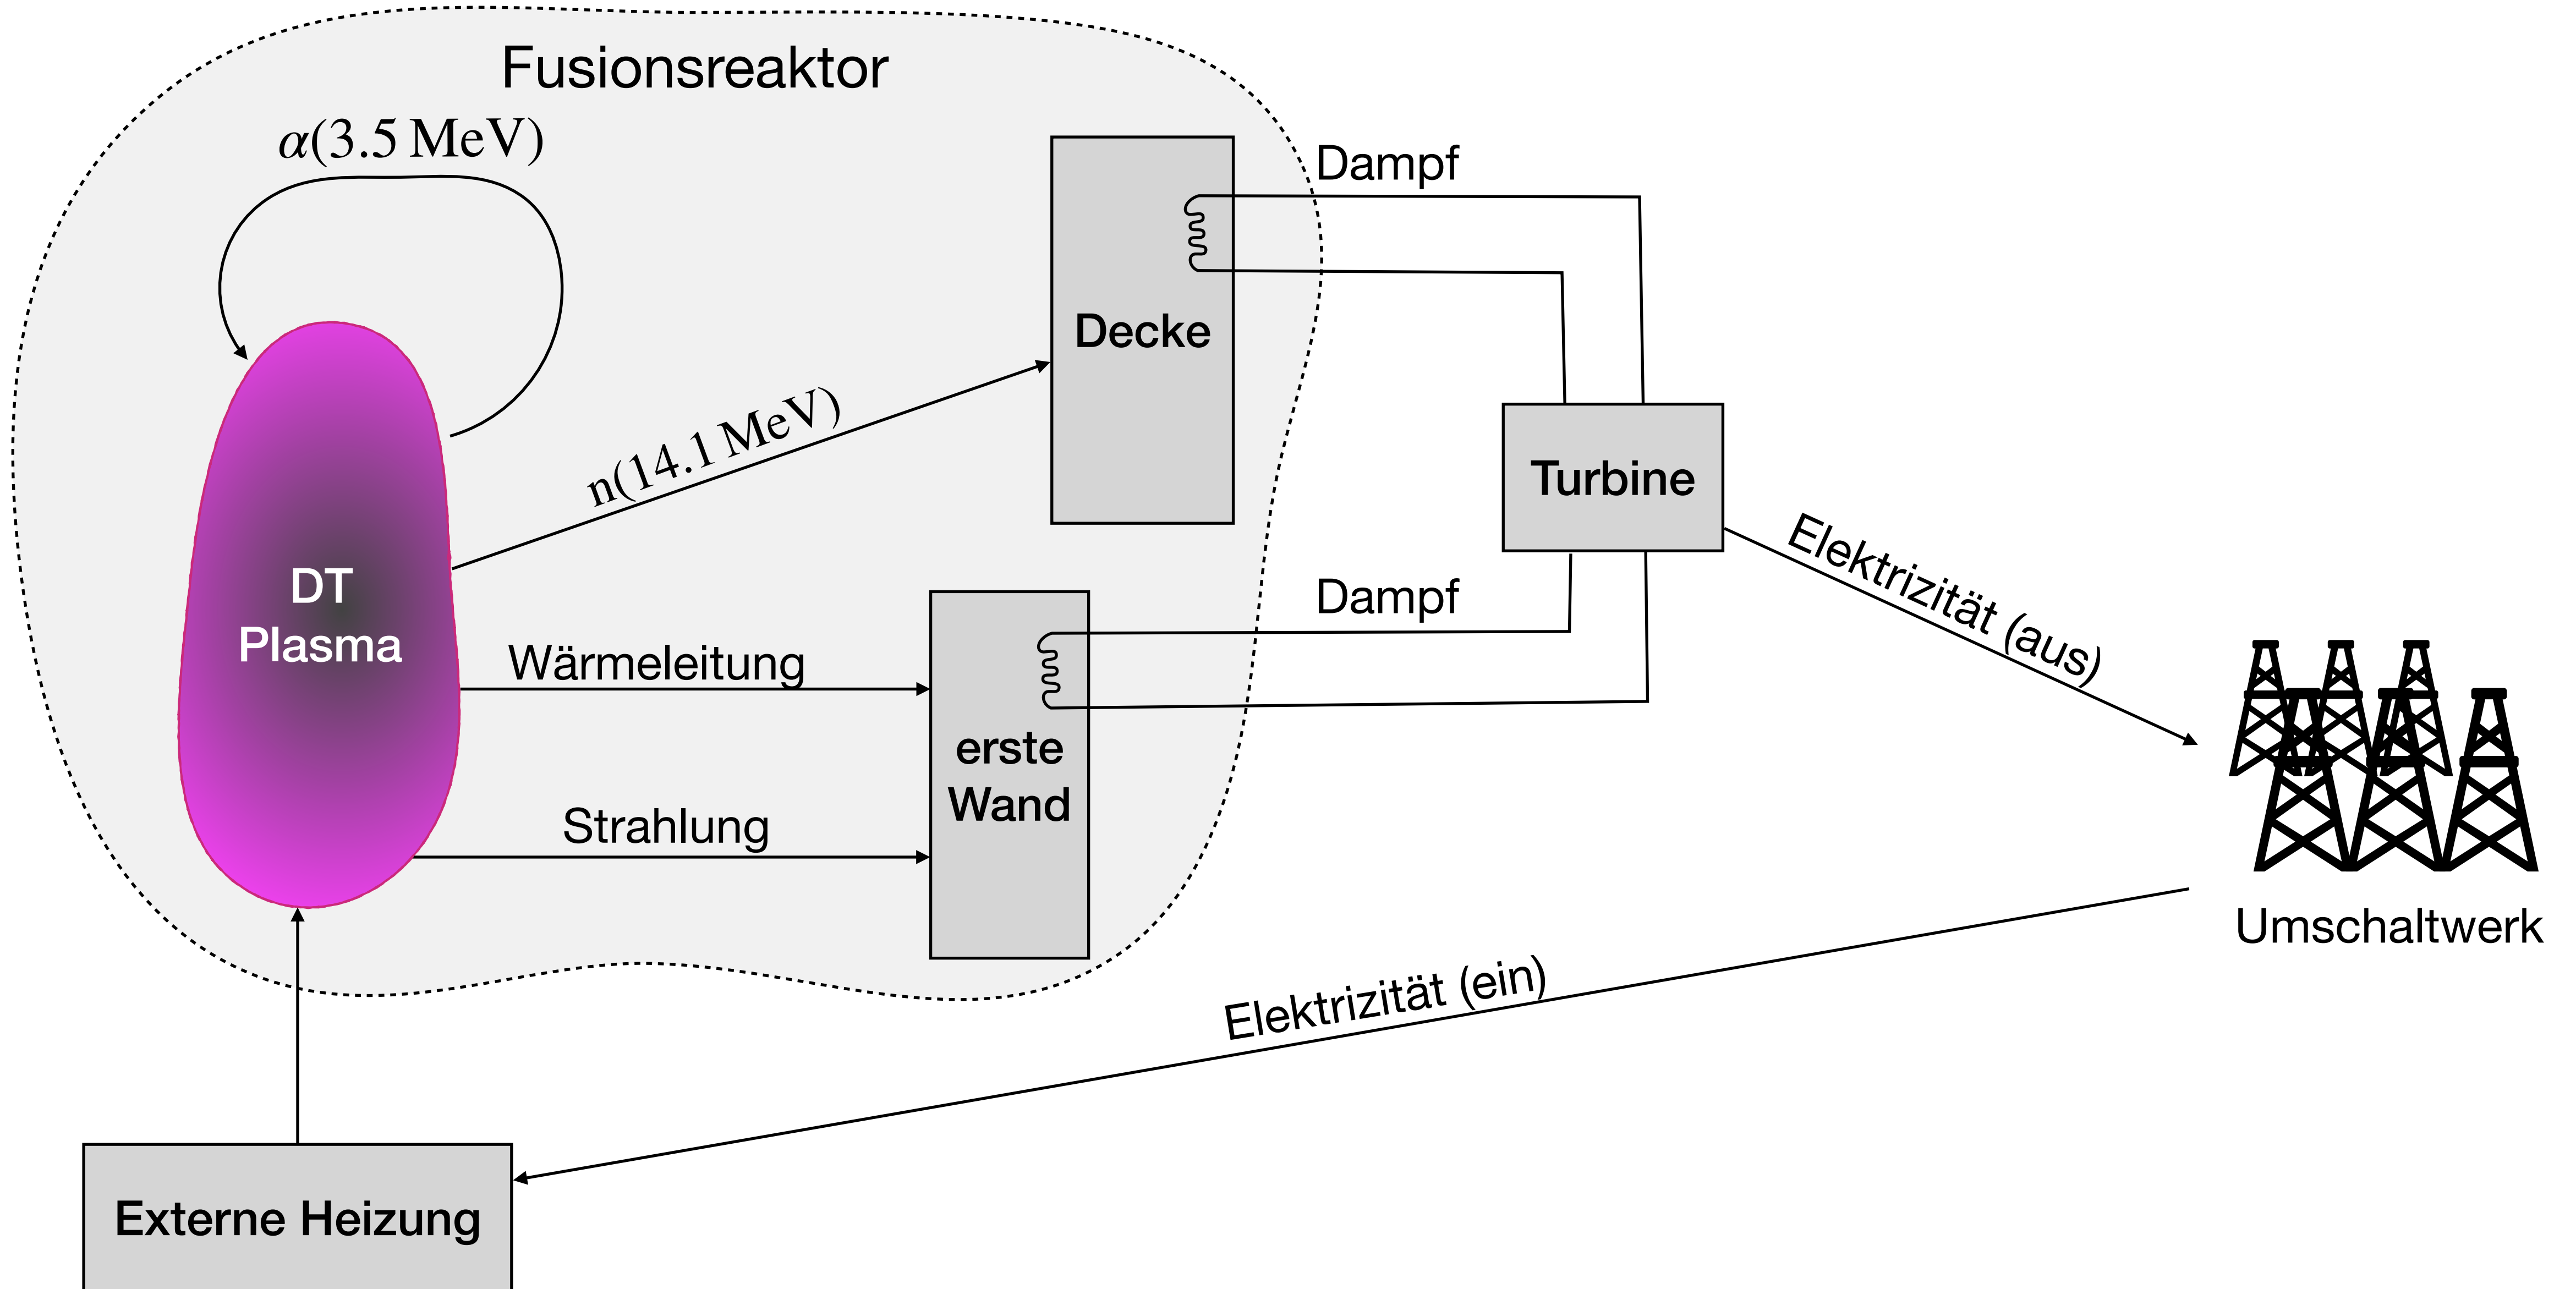 Fusionsreaktor
α(3.5 MeV)
Dampf
Decke
n(14.1 MeV)
Turbine
Elektrizität (aus)
DT
Plasma
Dampf
Wärmeleitung
erste
Wand
Strahlung
Umschaltwerk
Elektrizität (ein)
Externe Heizung